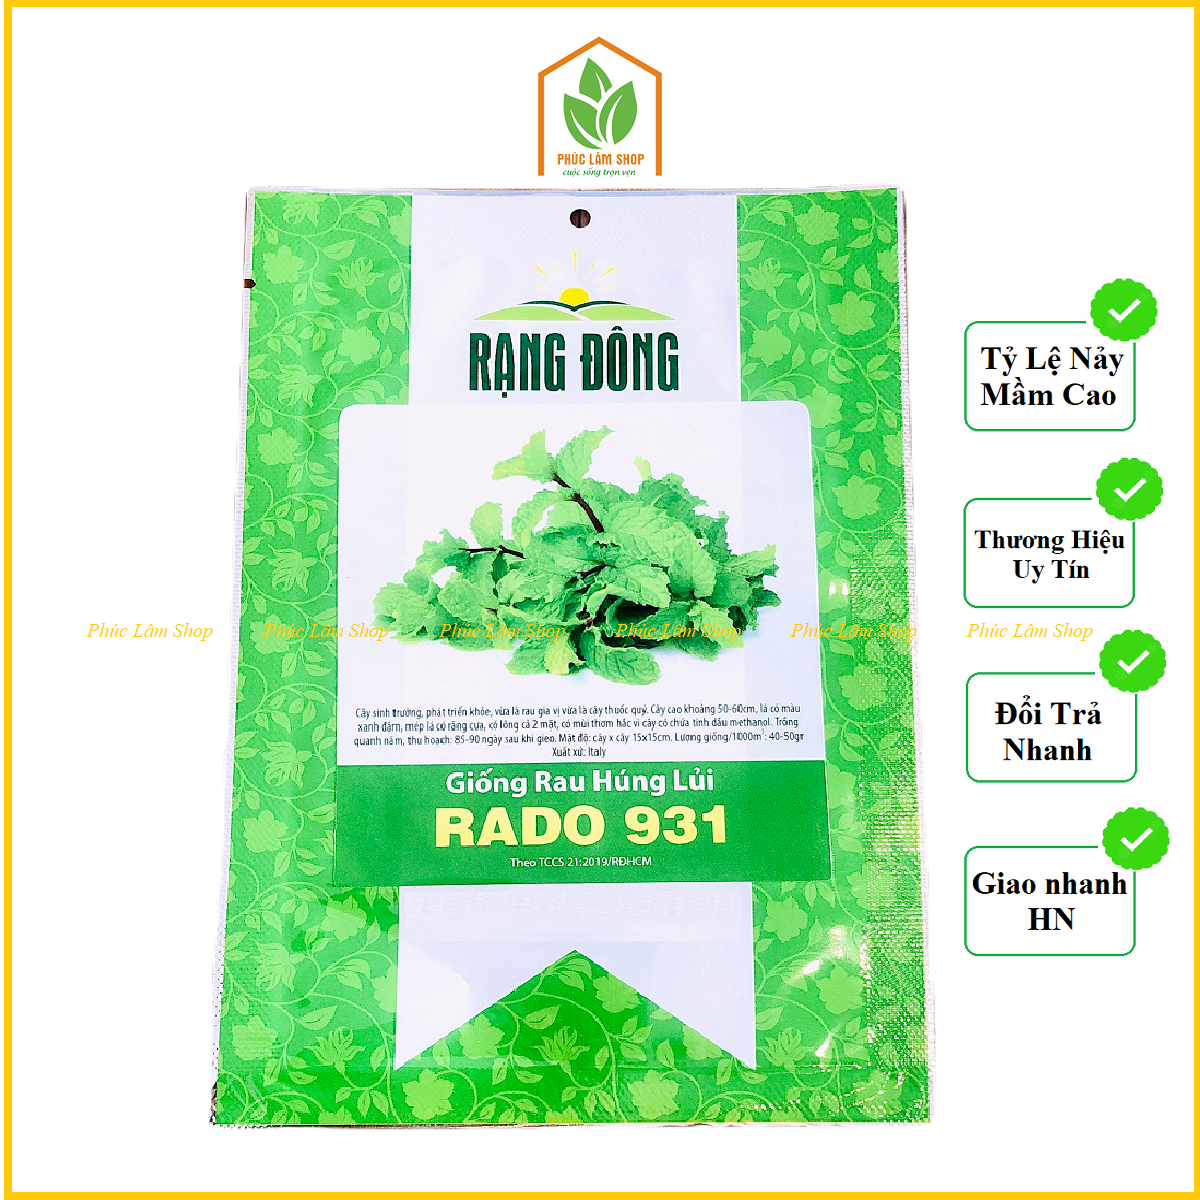 PHÚC LÂM SHOP
cuộc sống trọn vẹn
RẠNG ĐÔNG
Cây sinh trưởng, phát triển khỏe, vừa là rau gia vị vừa là cây thuốc quý. Cây cao khoảng 50-60cm, lá có màu
xanh đậm, mép lá có răng cưa, có lông cả 2 mặt, có mùi thơm hắc vì cây có chứa tinh dầu methanol. Trồng
quanh năm, thu hoạch: 85-90 ngày sau khi gieo. Mật độ: cây x cây 15x15cm. Lượng giống/1000m²: 40-50gr
Xuất xứ: Italy
Giống Rau Húng Lủi
RADO 931
Theo TCCS 21:2019/RĐHCM
Tỷ Lệ Nảy
Mầm Cao
Thương Hiệu
Uy Tín
Đổi Trả
Nhanh
Giao nhanh
HN
Phúc Lâm Shop Phúc Lâm Shop Phúc Lâm Shop Phúc Lâm Shop Phúc Lâm Shop Phúc Lâm Shop